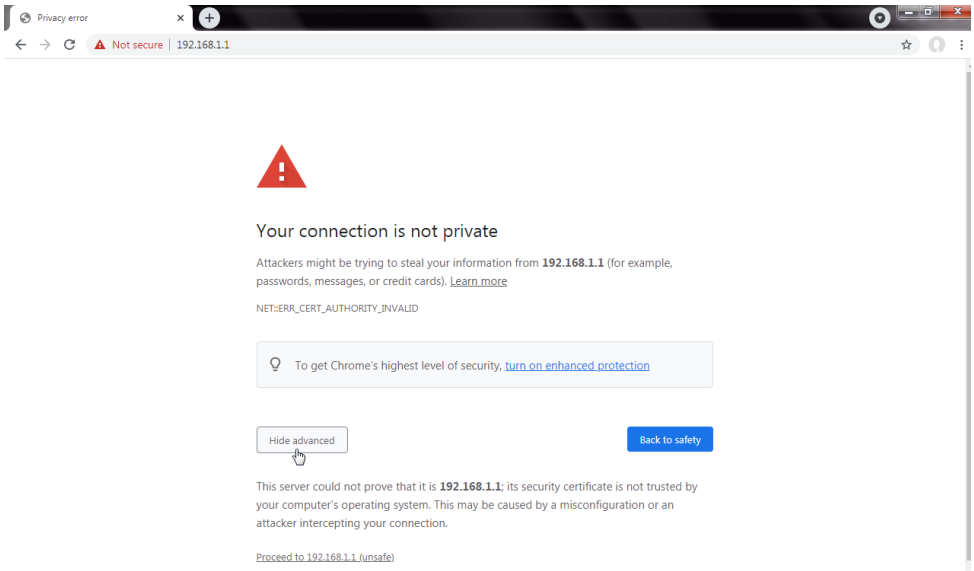 Privacy error
Not secure | 192.168.1.1
Your connection is not private
Attackers might be trying to steal your information from 192.168.1.1 (for example,
passwords, messages, or credit cards). Learn more
NET::ERR_CERT_AUTHORITY_INVALID
To get Chrome's highest level of security, turn on enhanced protection
Hide advanced
Back to safety
This server could not prove that it is 192.168.1.1; its security certificate is not trusted by
your computer's operating system. This may be caused by a misconfiguration or an
attacker intercepting your connection.
Proceed to 192.168.1.1 (unsafe)